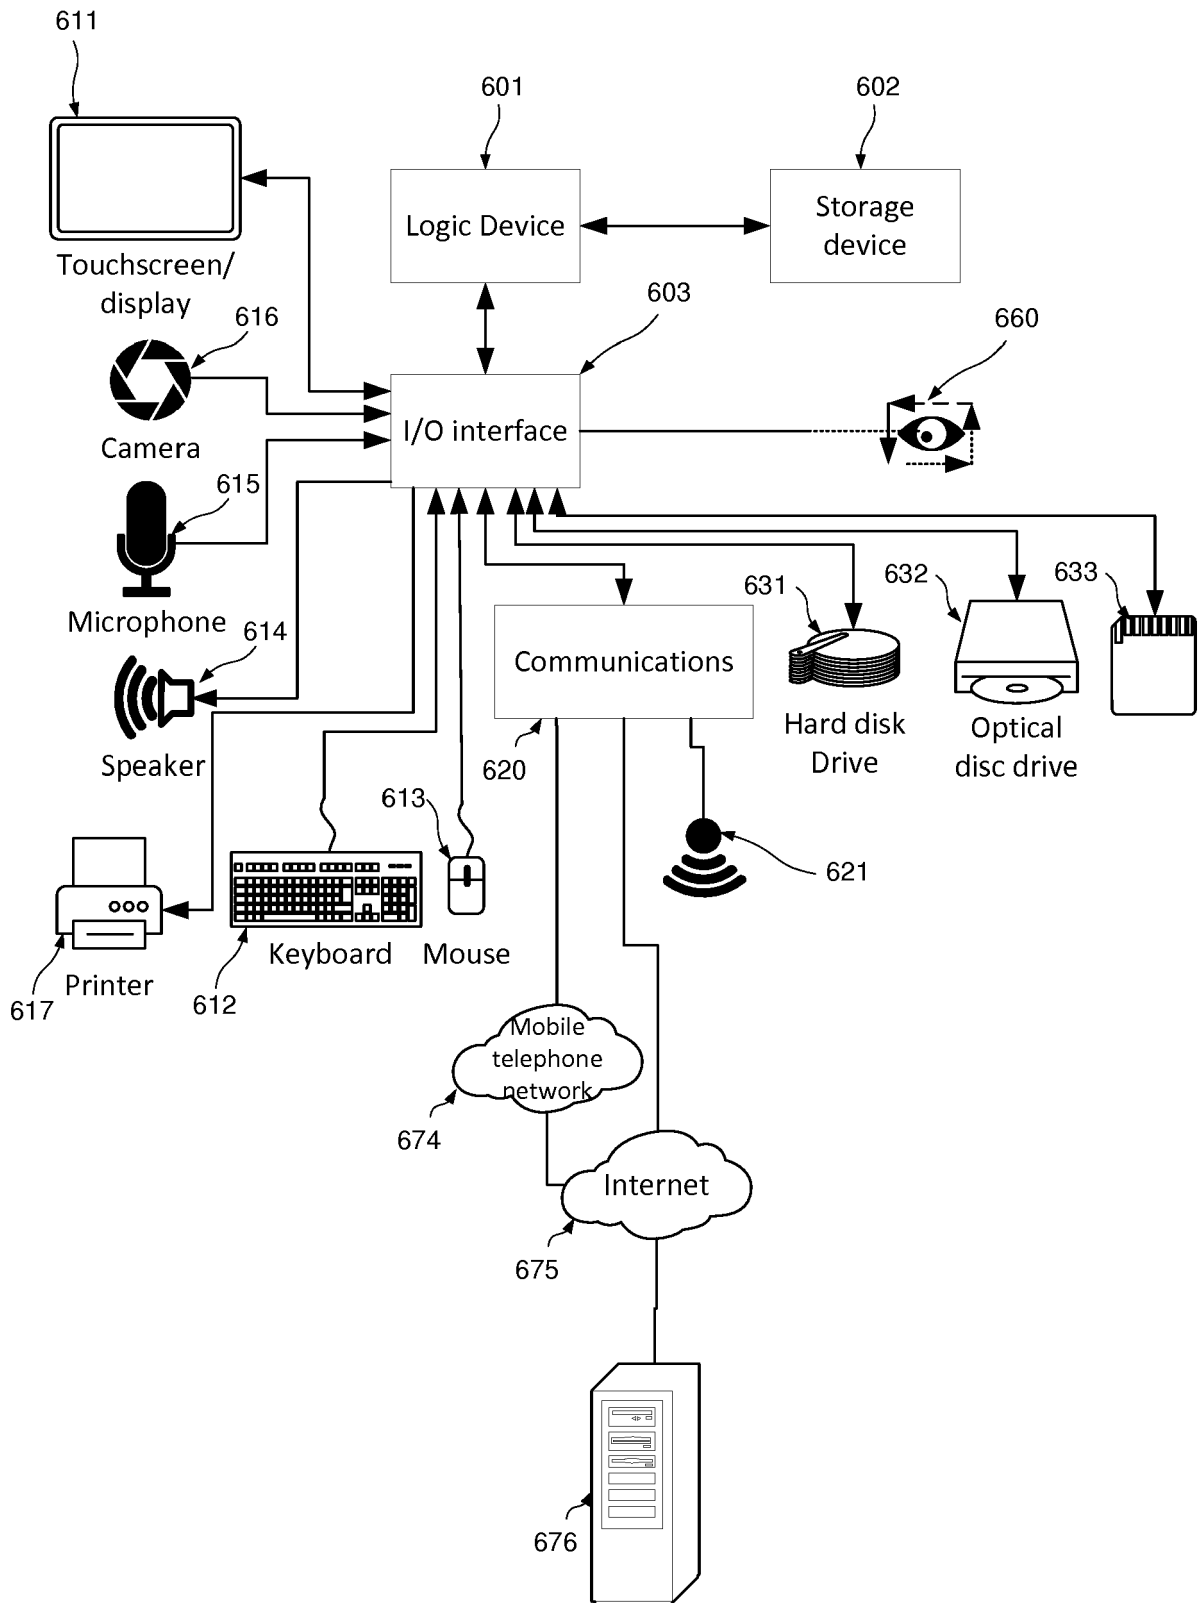 611
601
602
Logic Device
Storage
device
Touchscreen/
display
603
616
660
I/O interface
Camera
615
Microphone
614
631
632
633
Communications
Speaker
620
Hard disk
Drive
Optical
disc drive
613
621
Keyboard
Mouse
Printer
617
612
Mobile
telephone
network
674
Internet
675
676